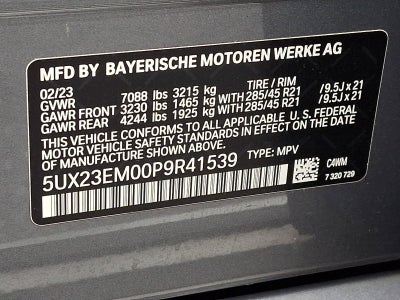 MFD BY BAYERISCHE MOTOREN WERKE AG
02/23 TIRE / RIM
GVWR 7088 lbs 3215 kg
GAWR FRONT 3230 lbs 1465 kg WITH 285/45 R21 /9.5J x 21
GAWR REAR 4244 lbs 1925 kg WITH 285/45 R21 /9.5J x 21
THIS VEHICLE CONFORMS TO ALL APPLICABLE U.S. FEDERAL
MOTOR VEHICLE SAFETY STANDARDS IN EFFECT ON THE
DATE OF MANUFACTURE SHOWN ABOVE.
5UX23EM00P9R41539 TYPE: MPV
C4WM
7 320 729